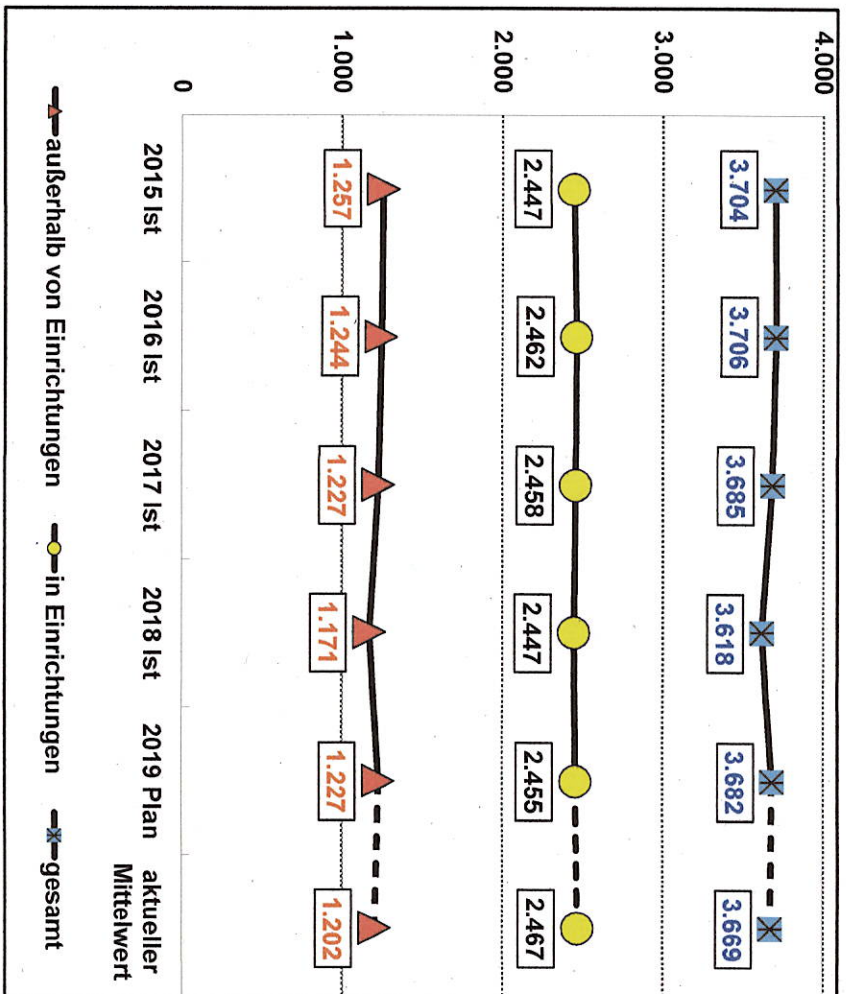 4.000
3.000
2.000
1.000
0
3.704 3.706 3.685 3.618 3.682 3.669
2.447 2.462 2.458 2.447 2.455 2.467
1.257 1.244 1.227 1.171 1.227 1.202
2015 Ist 2016 Ist 2017 Ist 2018 Ist 2019 Plan aktueller
Mittelwert
außerhalb von Einrichtungen in Einrichtungen gesamt